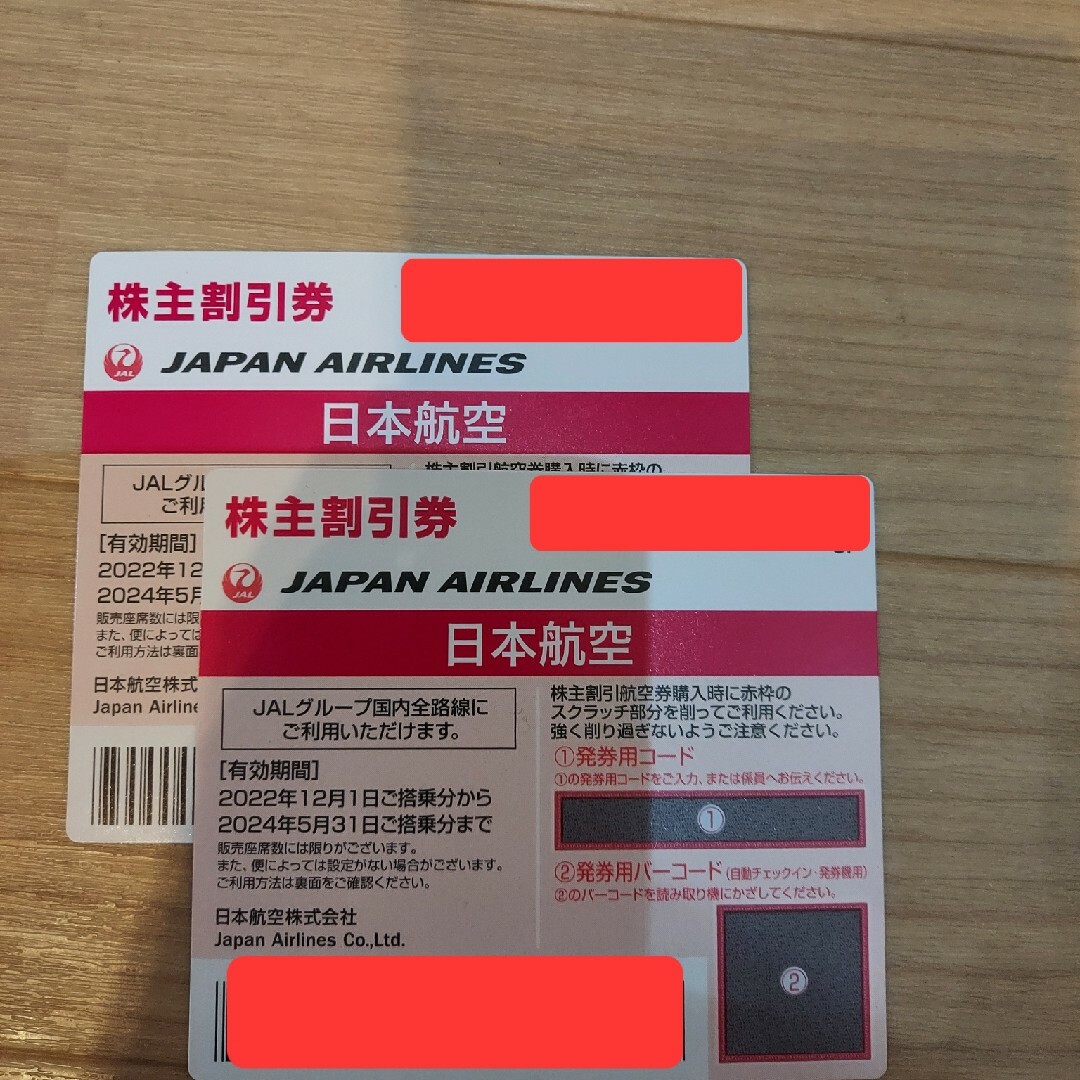 株主割引券
JAL
JAPAN AIRLINES
日本航空
JALグル
ご利
株主割引航空券購入時に赤枠の
[有効期間]
2022年12
2024年5月
販売座席数には限
また、便によっては
ご利用方法は裏面
日本航空株式
Japan Airline
株主割引券
JAL
JAPAN AIRLINES
日本航空
JALグループ国内全路線に
ご利用いただけます。
[有効期間]
2022年12月1日ご搭乗分から
2024年5月31日ご搭乗分まで
販売座席数には限りがございます。
また、便によっては設定がない場合がございます。
ご利用方法は裏面をご確認ください。
日本航空株式会社
Japan Airlines Co.,Ltd.
株主割引航空券購入時に赤枠の
スクラッチ部分を削ってご利用ください。
強く削り過ぎないようご注意ください。
①発券用コード
①の発券用コードをご入力、または係員へお伝えください。
①
②発券用バーコード(自動チェックイン・発券機用)
②のバーコードを読み取り機にかざしてください。
②